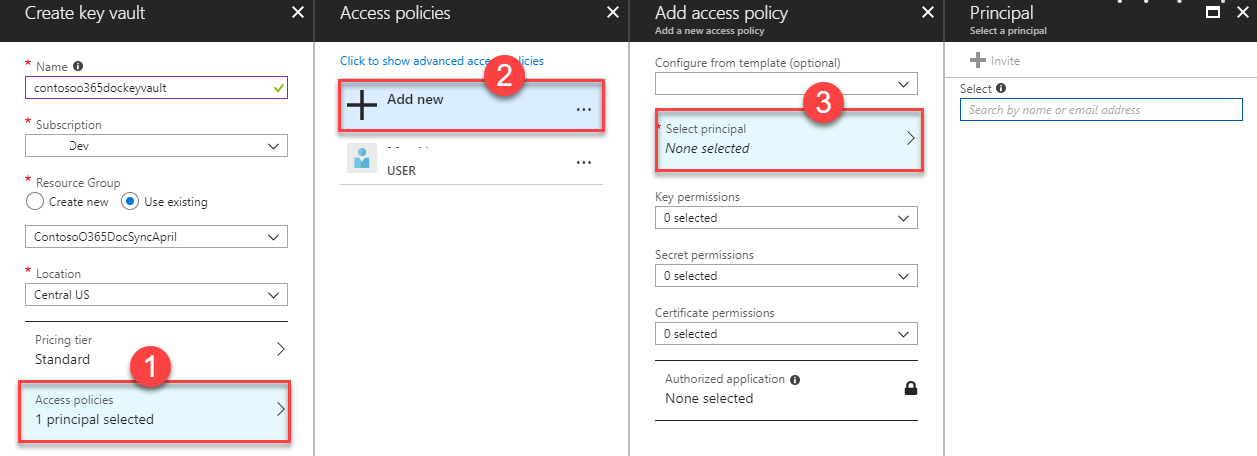 Create key vault
* Name
contosoo365dockeyvault
* Subscription
Dev
* Resource Group
Create new
Use existing
ContosoO365DocSyncApril
* Location
Central US
Pricing tier
Standard
1
Access policies
1 principal selected
Access policies
Click to show advanced access policies
2
Add new
...
...
USER
Add access policy
Add a new access policy
Configure from template (optional)
3
* Select principal
None selected
Key permissions
0 selected
Secret permissions
0 selected
Certificate permissions
0 selected
Authorized application
None selected
Principal
Select a principal
Invite
Select
Search by name or email address